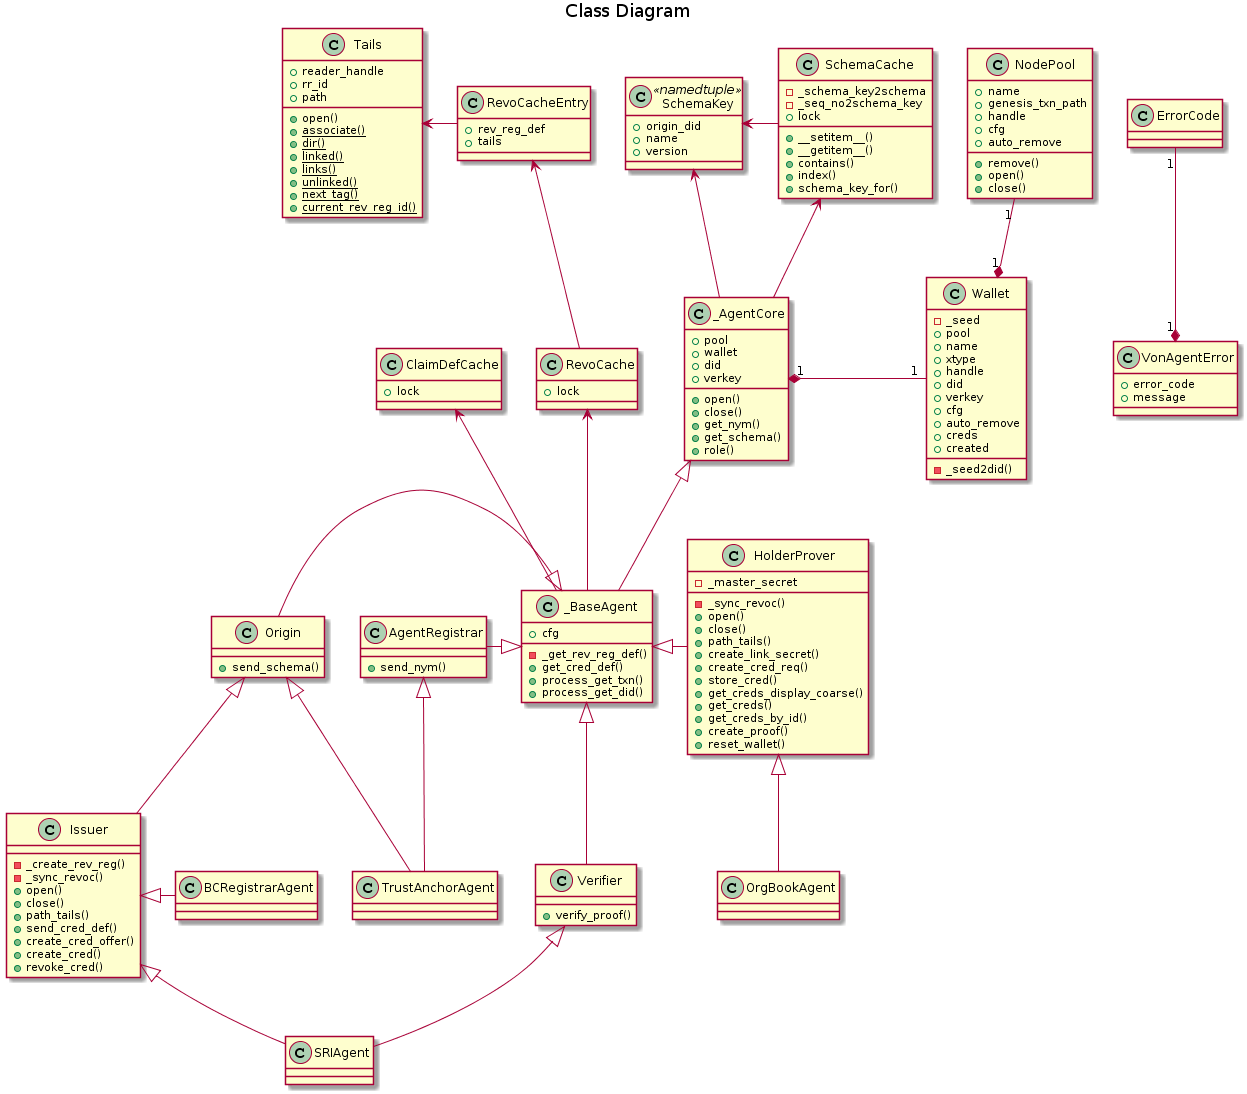 Class Diagram
C Tails
reader_handle
rr_id
path
open()
associate()
dir()
linked()
links()
unlinked()
next_tag()
current_rev_reg_id()
C RevoCacheEntry
rev_reg_def
tails
C «namedtuple»
SchemaKey
origin_did
name
version
C SchemaCache
_schema_key2schema
_seq_no2schema_key
lock
__setitem__()
__getitem__()
contains()
index()
schema_key_for()
C NodePool
name
genesis_txn_path
handle
cfg
auto_remove
remove()
open()
close()
C ErrorCode
1
1
1
1
C Wallet
_seed
pool
name
xtype
handle
did
verkey
cfg
auto_remove
creds
created
_seed2did()
C VonAgentError
error_code
message
C _AgentCore
pool
wallet
did
verkey
open()
close()
get_nym()
get_schema()
role()
1
1
C ClaimDefCache
lock
C RevoCache
lock
C HolderProver
_master_secret
_sync_revoc()
open()
close()
path_tails()
create_link_secret()
create_cred_req()
store_cred()
get_creds_display_coarse()
get_creds()
get_creds_by_id()
create_proof()
reset_wallet()
C _BaseAgent
cfg
_get_rev_reg_def()
get_cred_def()
process_get_txn()
process_get_did()
C Origin
send_schema()
C AgentRegistrar
send_nym()
C Issuer
_create_rev_reg()
_sync_revoc()
open()
close()
path_tails()
send_cred_def()
create_cred_offer()
create_cred()
revoke_cred()
C BCRegistrarAgent
C TrustAnchorAgent
C Verifier
verify_proof()
C OrgBookAgent
C SRIAgent